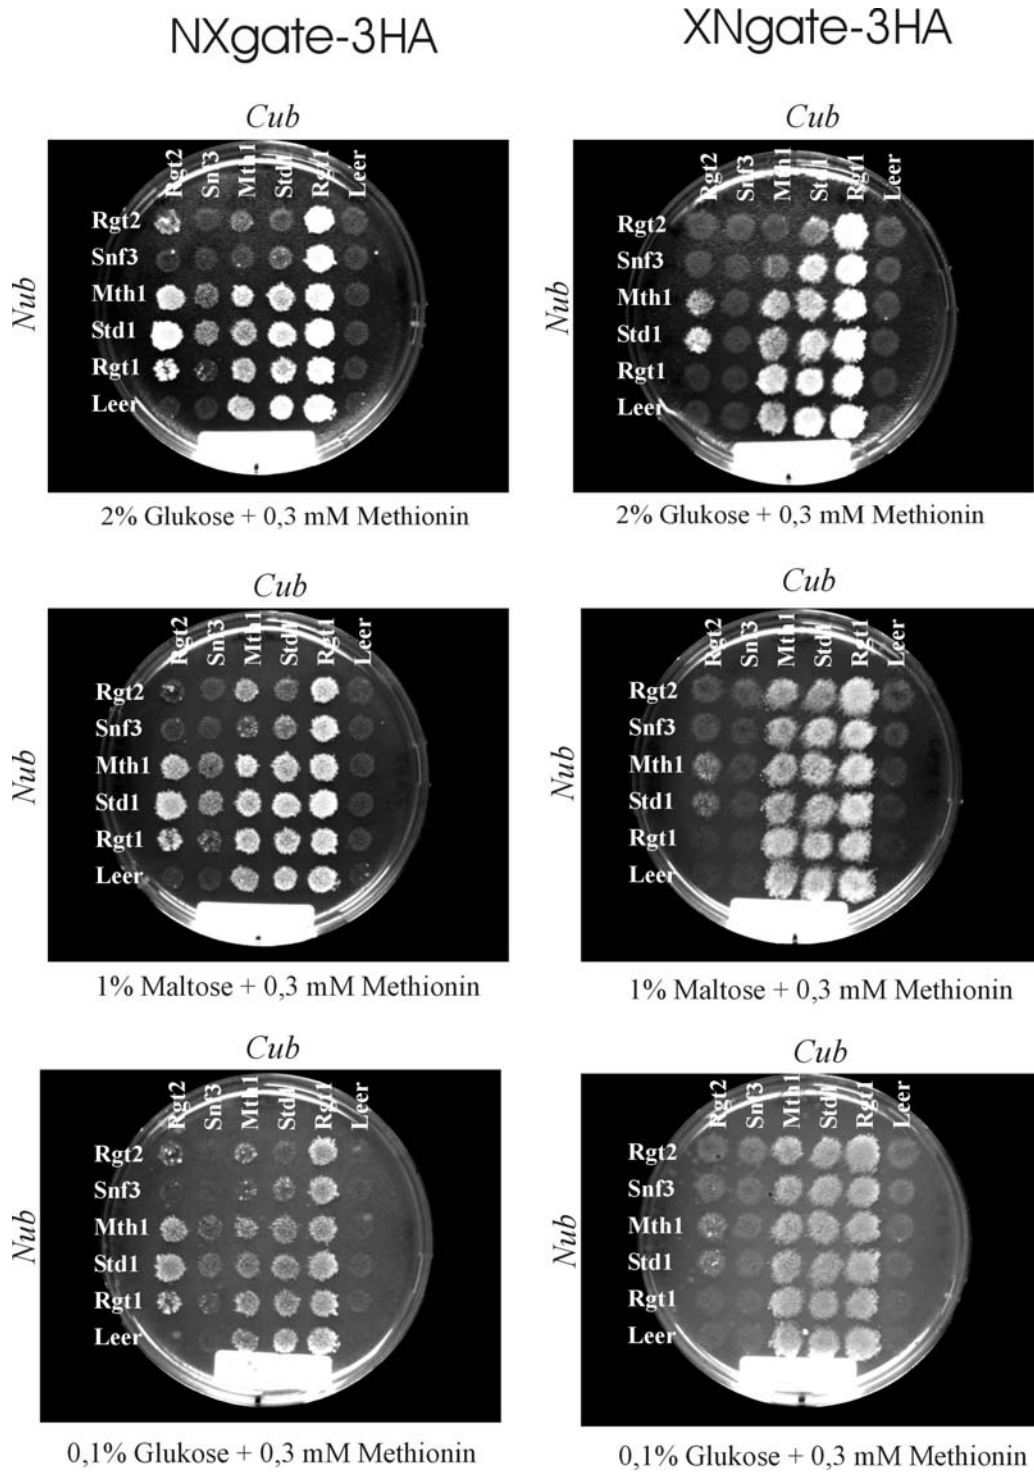 NXgate-3HA
XNgate-3HA
Cub
Rgt2 Snf3 Mth1 Std1 Rgt1 Leer
Nub
Rgt2
Snf3
Mth1
Std1
Rgt1
Leer
2% Glukose + 0,3 mM Methionin
Cub
Rgt2 Snf3 Mth1 Std1 Rgt1 Leer
Nub
Rgt2
Snf3
Mth1
Std1
Rgt1
Leer
2% Glukose + 0,3 mM Methionin
Cub
Rgt2 Snf3 Mth1 Std1 Rgt1 Leer
Nub
Rgt2
Snf3
Mth1
Std1
Rgt1
Leer
1% Maltose + 0,3 mM Methionin
Cub
Rgt2 Snf3 Mth1 Std1 Rgt1 Leer
Nub
Rgt2
Snf3
Mth1
Std1
Rgt1
Leer
1% Maltose + 0,3 mM Methionin
Cub
Rgt2 Snf3 Mth1 Std1 Rgt1 Leer
Nub
Rgt2
Snf3
Mth1
Std1
Rgt1
Leer
0,1% Glukose + 0,3 mM Methionin
Cub
Rgt2 Snf3 Mth1 Std1 Rgt1 Leer
Nub
Rgt2
Snf3
Mth1
Std1
Rgt1
Leer
0,1% Glukose + 0,3 mM Methionin